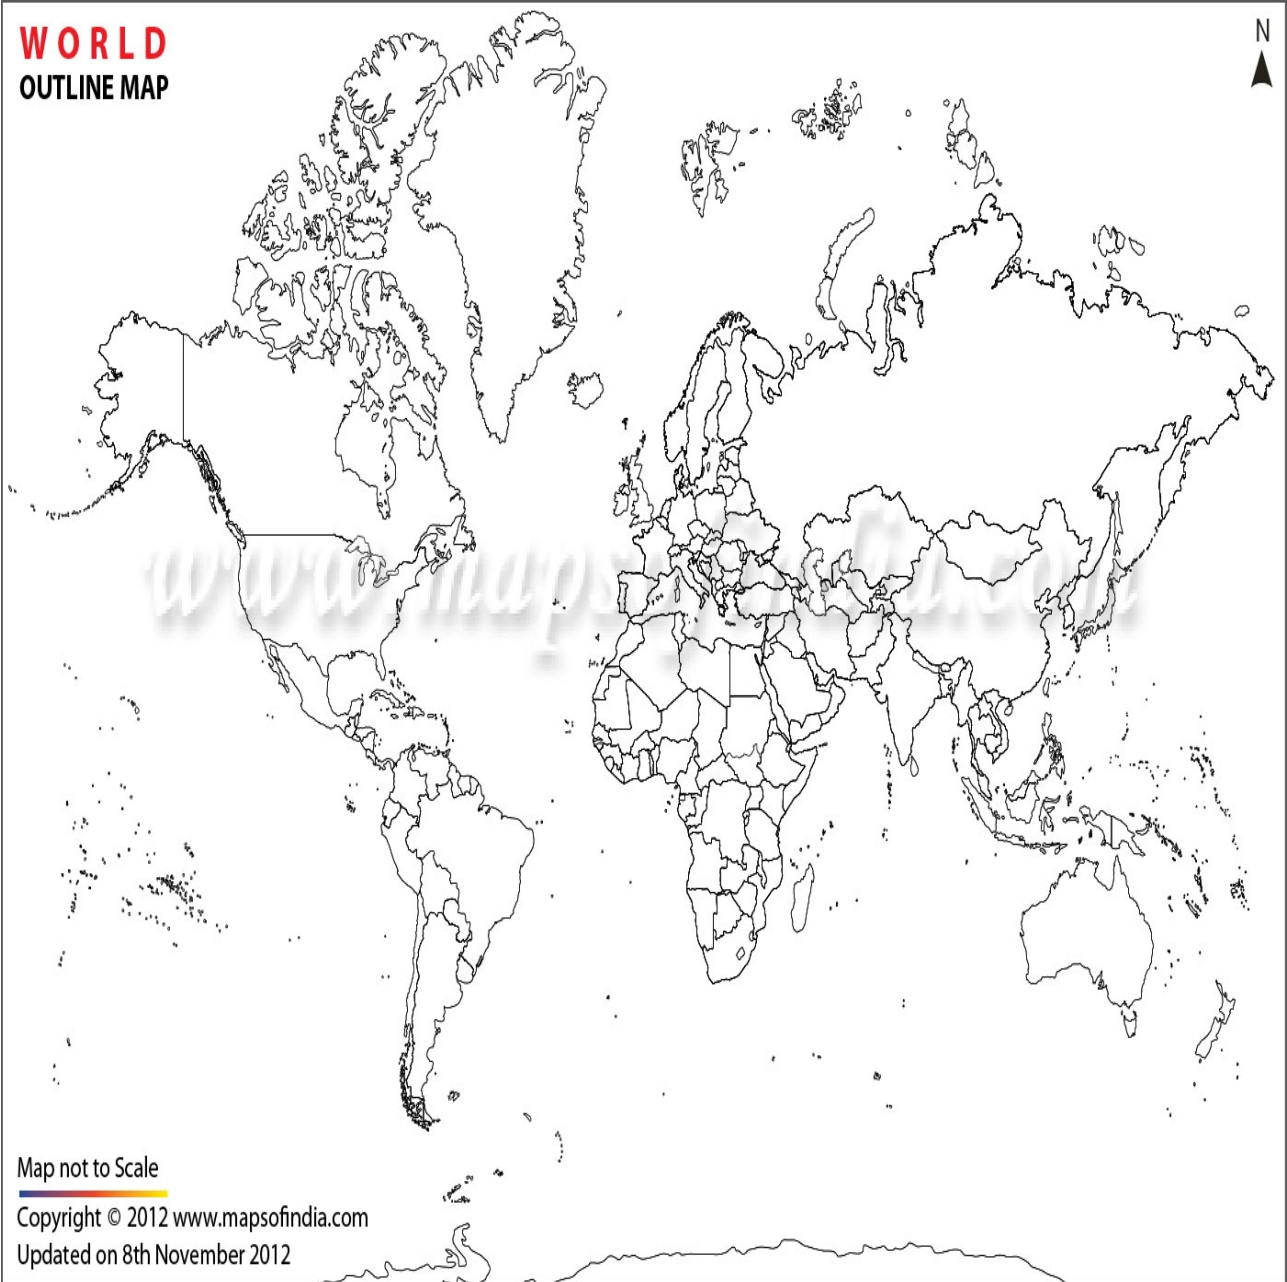 WORLD
OUTLINE MAP
N
www.mapsofindia.com
Map not to Scale
Copyright © 2012 www.mapsofindia.com
Updated on 8th November 2012